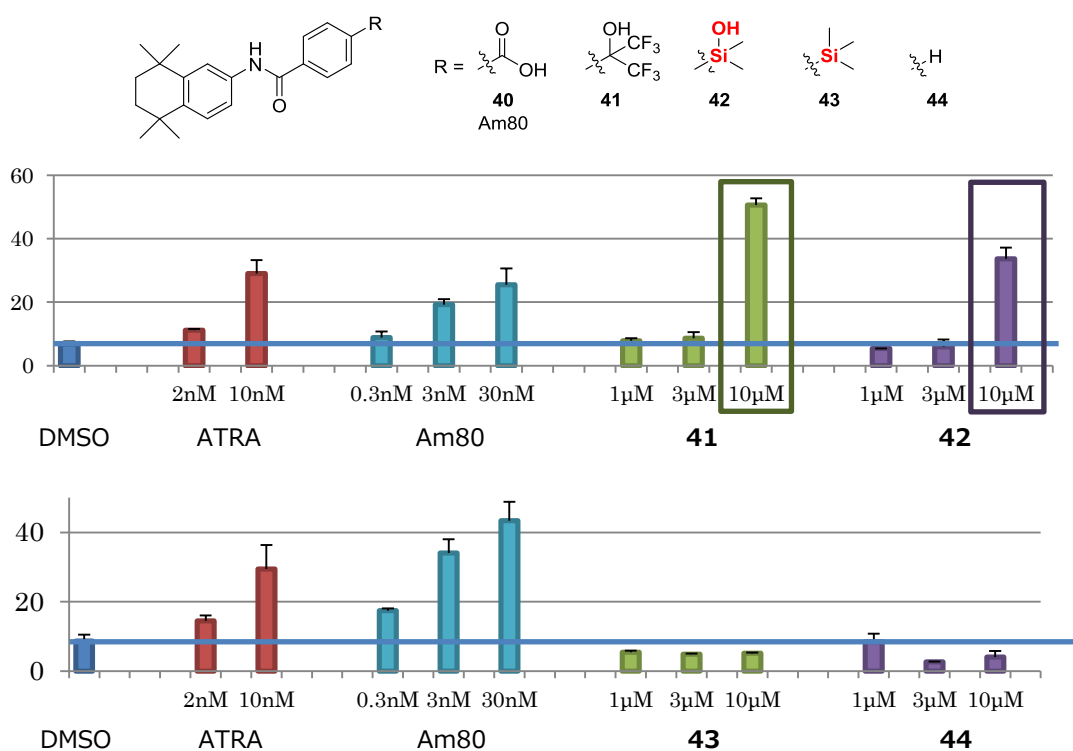 R
H
N
O
R =
O
OH
40
Am80
OH
CF3
CF3
41
OH
Si
42
Si
43
H
44
60
40
20
0
2nM 10nM
0.3nM 3nM 30nM
1μM 3μM 10μM
1μM 3μM 10μM
DMSO ATRA Am80 41 42
40
20
0
2nM 10nM
0.3nM 3nM 30nM
1μM 3μM 10μM
1μM 3μM 10μM
DMSO ATRA Am80 43 44